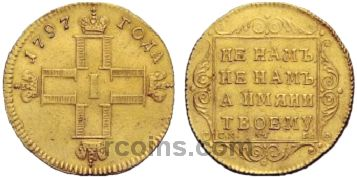 1797 ГОДА
I
НЕ НАМЪ
НЕ НАМЪ
А ИМЯНИ
ТВОЕМУ
rcoins.com